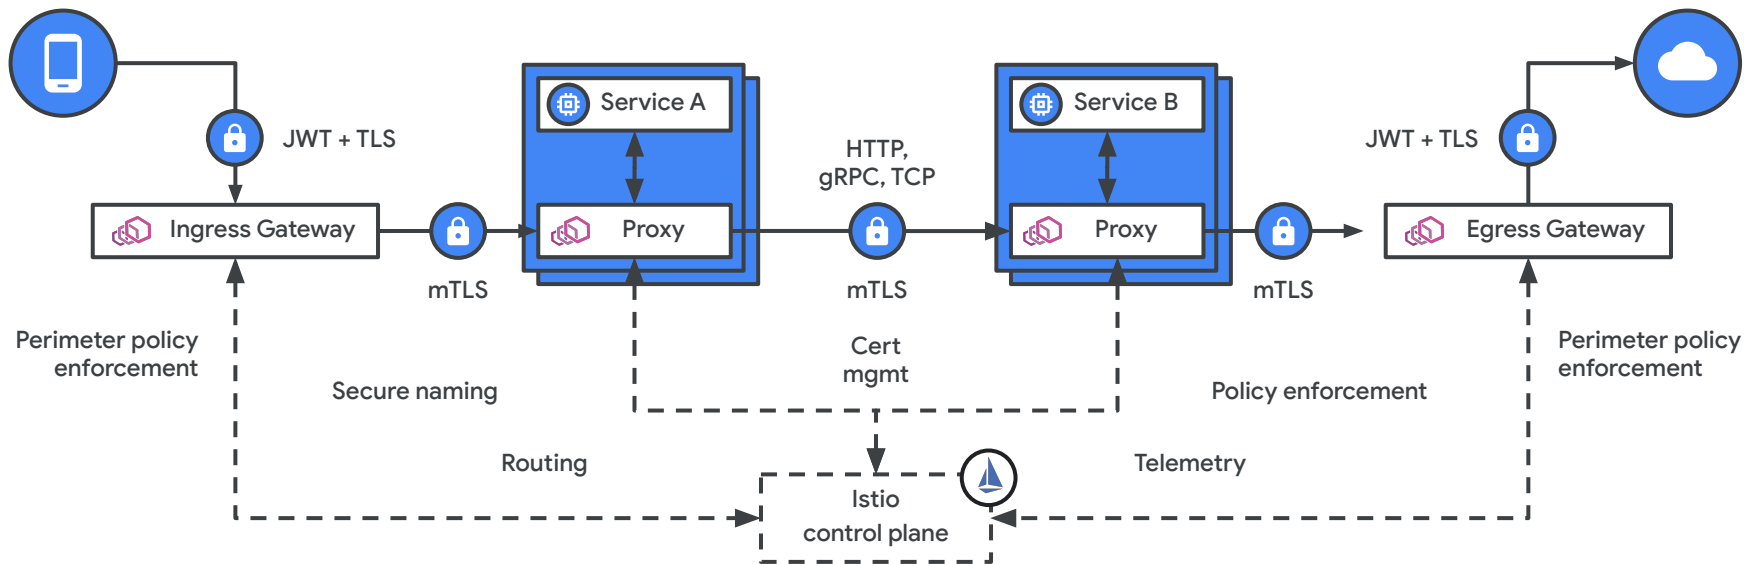 Service A
Service B
JWT + TLS
HTTP,
gRPC, TCP
JWT + TLS
Ingress Gateway
Proxy
Proxy
Egress Gateway
mTLS
mTLS
mTLS
Perimeter policy
enforcement
Cert
mgmt
Perimeter policy
enforcement
Secure naming
Policy enforcement
Routing
Telemetry
Istio
control plane